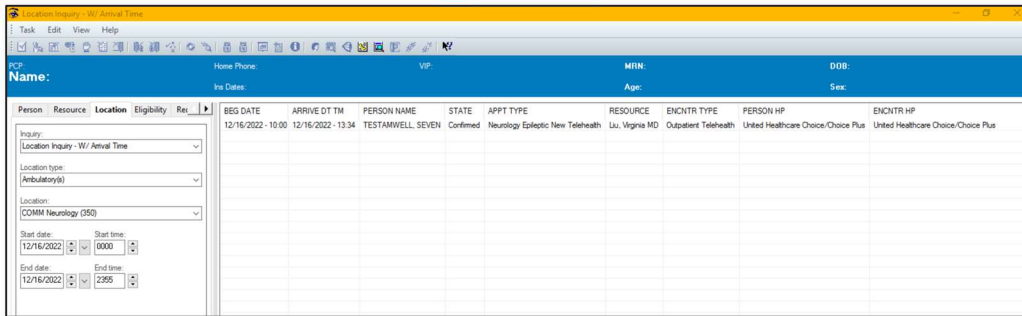 Location Inquiry - W/ Arrival Time
Task Edit View Help
PCP: Home Phone: VIP: MRN: DOB:
Name:
Ins Dates: Age: Sex:
Person Resource Location Eligibility Rec
Inquiry:
Location Inquiry - W/ Arrival Time
Location type:
Ambulatory(s)
Location:
COMM Neurology (350)
Start date: Start time:
12/16/2022 0000
End date: End time:
12/16/2022 2355
BEG DATE ARRIVE DT TM PERSON NAME STATE APPT TYPE RESOURCE ENCNTR TYPE PERSON HP ENCNTR HP
12/16/2022 - 10:00 12/16/2022 - 13:34 TESTAMWELL, SEVEN Confirmed Neurology Epileptic New Telehealth Liu, Virginia MD Outpatient Telehealth United Healthcare Choice/Choice Plus United Healthcare Choice/Choice Plus